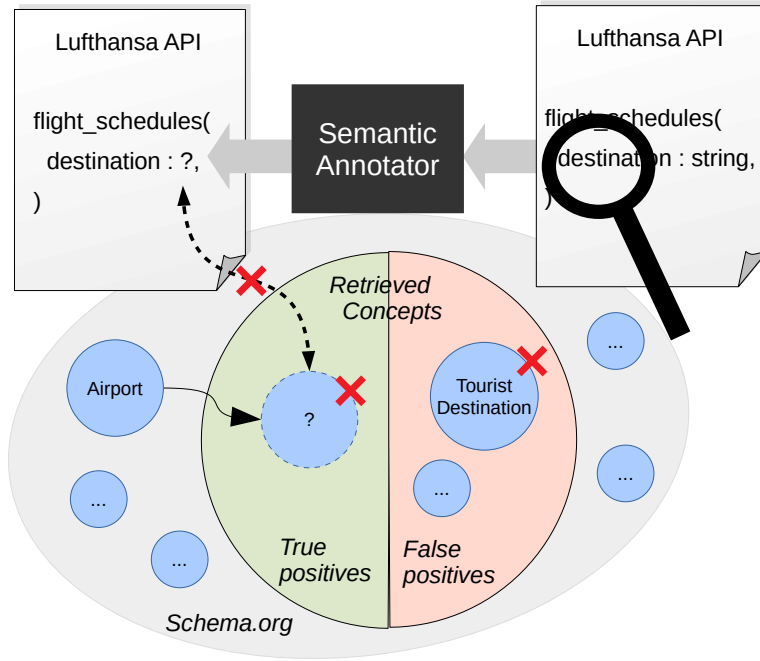 Lufthansa API
flight_schedules(
destination : ?,
)
Semantic
Annotator
Lufthansa API
flight_schedules(
destination : string,
)
Retrieved
Concepts
Airport
?
Tourist
Destination
...
...
...
...
...
True
positives
False
positives
Schema.org